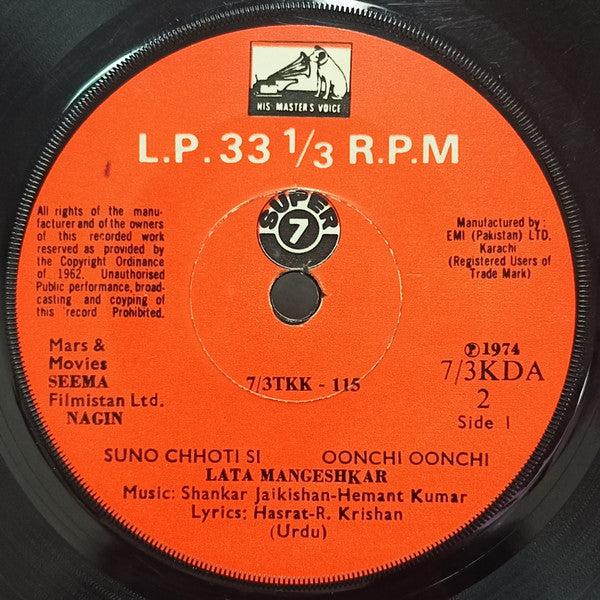 HIS MASTER'S VOICE
L.P. 33 1/3 R.P.M
SUPER
7
All rights of the manu-
facturer and of the owners
of this recorded work
reserved as provided by
the Copyright Ordinance
of 1962. Unauthorised
Public performance, broad-
casting and coyping of
this record Prohibited.
Manufactured by :
EMI (Pakistan) LTD.
Karachi
(Registered Users of
Trade Mark)
Mars &
Movies
SEEMA
Filmistan Ltd.
NAGIN
7/3TKK - 115
℗ 1974
7/3KDA
2
Side 1
SUNO CHHOTI SI OONCHI OONCHI
LATA MANGESHKAR
Music: Shankar Jaikishan-Hemant Kumar
Lyrics: Hasrat-R. Krishan
(Urdu)